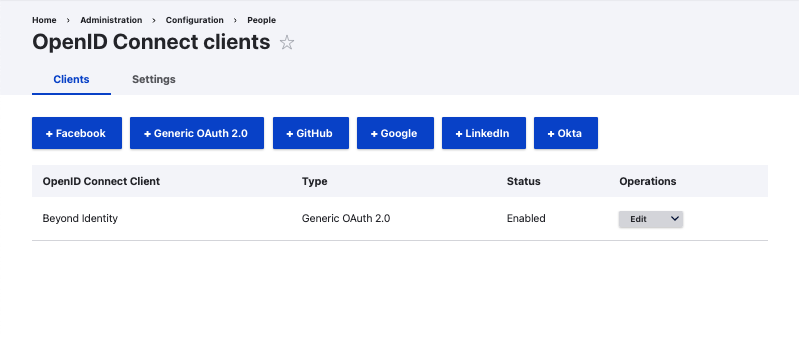 Home › Administration › Configuration › People
OpenID Connect clients
Clients Settings
+ Facebook + Generic OAuth 2.0 + GitHub + Google + LinkedIn + Okta
OpenID Connect Client Type Status Operations
Beyond Identity Generic OAuth 2.0 Enabled Edit